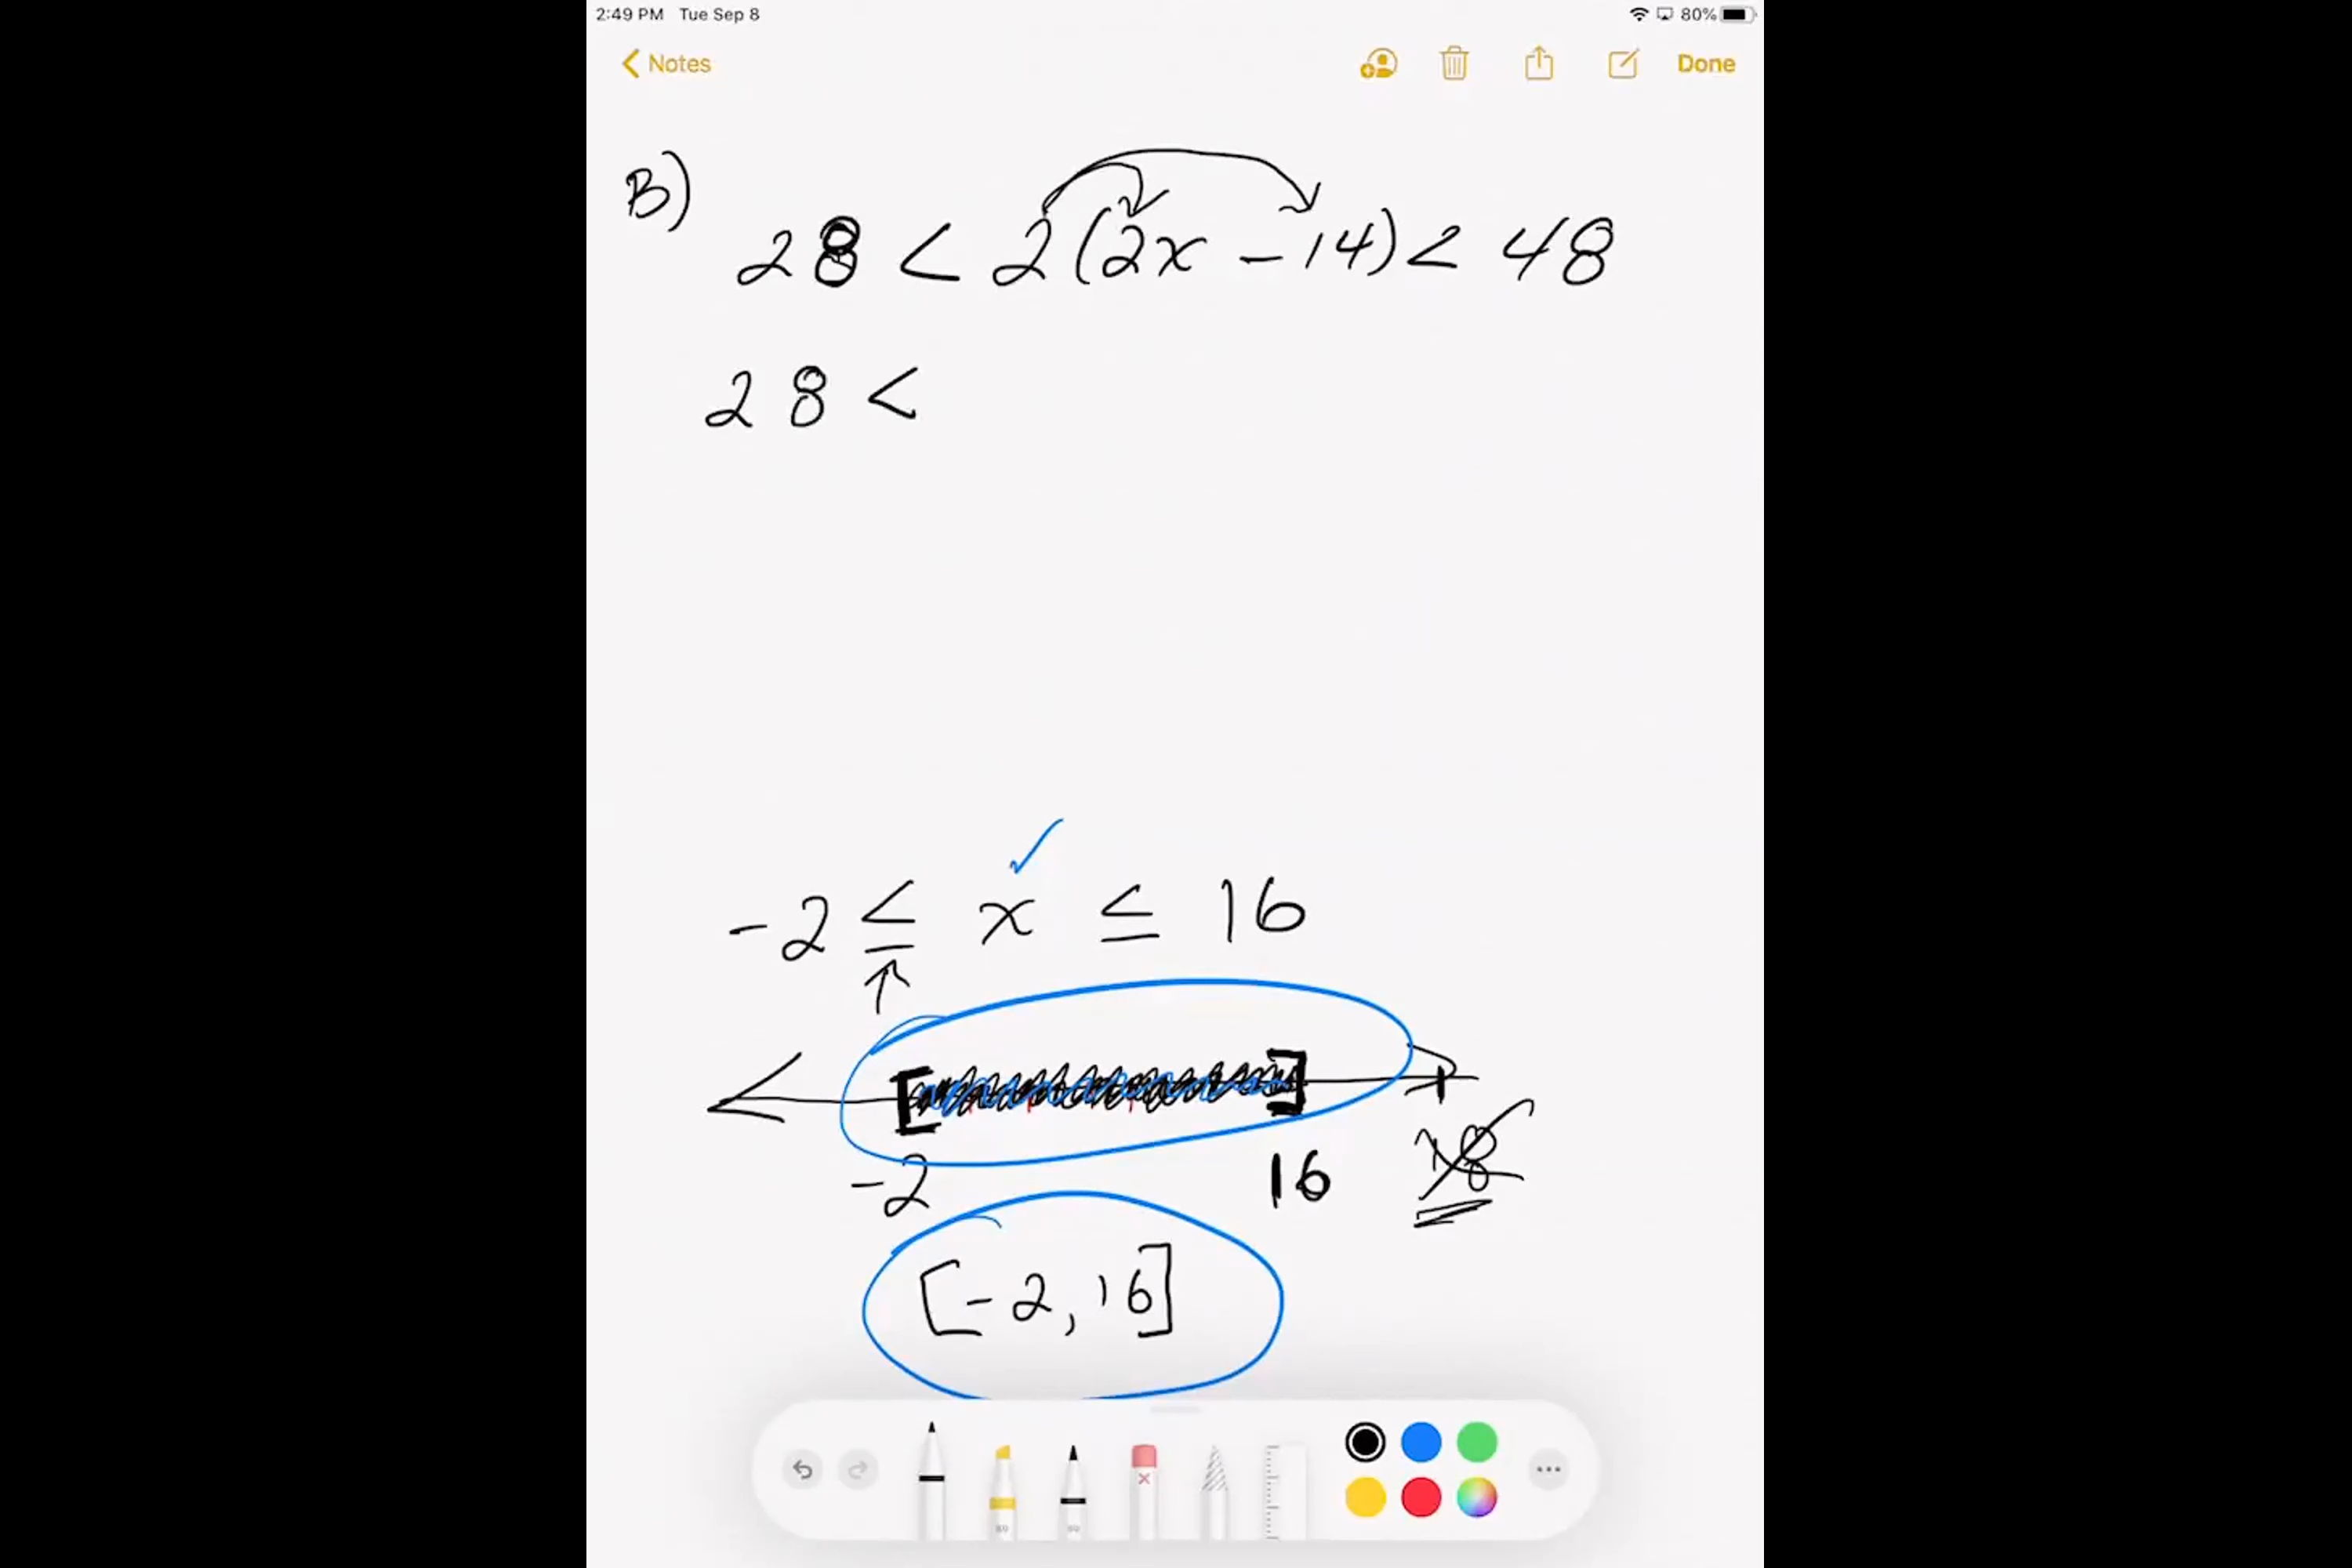 2:49 PM Tue Sep 8 80%
Notes Done
B)
28 < 2(2x - 14) < 48
28 <
-2 ≤ x ≤ 16
[ ]
-2 16 18
[-2, 16]